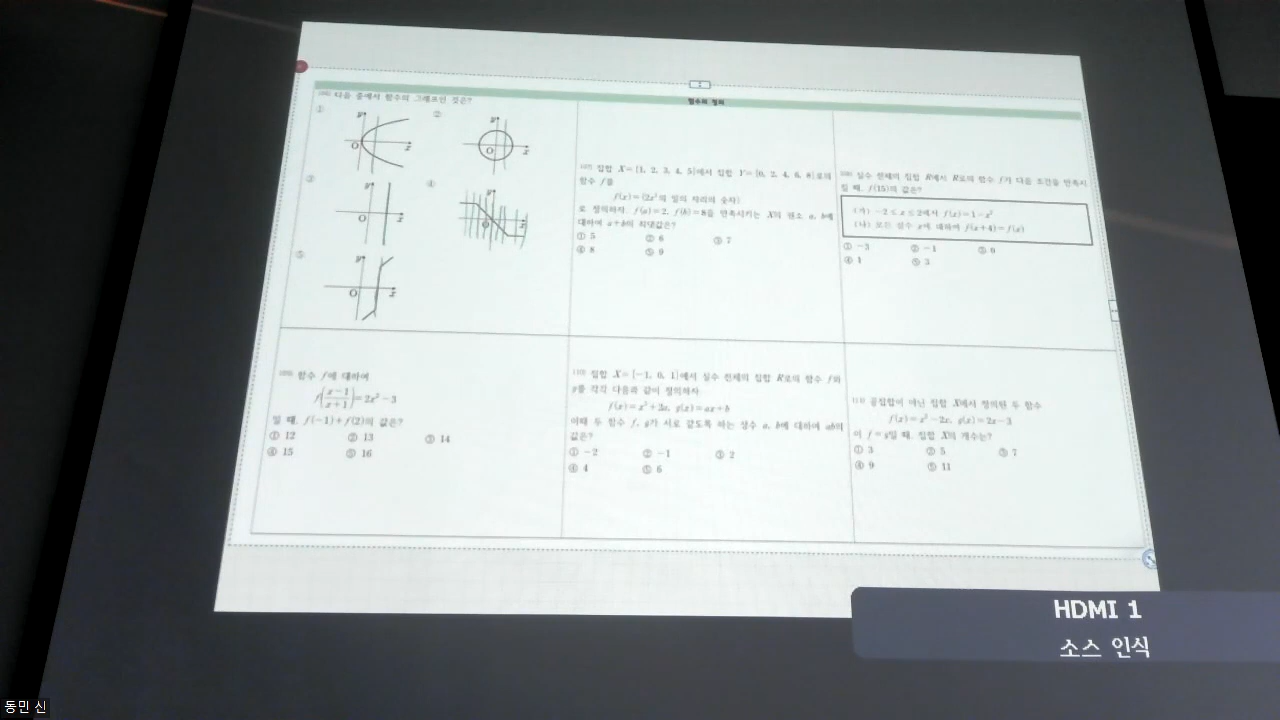 함수의 정의
다음 중에서 함수의 그래프인 것은?
① ②
y y
O x O x
③ ④
y y
O x O x
⑤
y
O x
집합 X={1, 2, 3, 4, 5}에서 집합 Y={0, 2, 4, 6, 8}로의
함수 f를
f(x)=(2x²의 일의 자리의 숫자)
로 정의하자. f(a)=2, f(b)=8을 만족시키는 X의 원소 a, b에
대하여 a+b의 최댓값은?
① 5 ② 6 ③ 7
④ 8 ⑤ 9
실수 전체의 집합 R에서 R로의 함수 f가 다음 조건을 만족시
킬 때, f(15)의 값은?
(가) -2≤x≤2에서 f(x)=1-x²
(나) 모든 실수 x에 대하여 f(x+4)=f(x)
① -3 ② -1 ③ 0
④ 1 ⑤ 3
함수 f에 대하여
f((x-1)/(x+1))=2x²-3
일 때, f(-1)+f(2)의 값은?
① 12 ② 13 ③ 14
④ 15 ⑤ 16
집합 X={-1, 0, 1}에서 실수 전체의 집합 R로의 함수 f와
g를 각각 다음과 같이 정의하자.
f(x)=x²+2a, g(x)=ax+b
이때 두 함수 f, g가 서로 같도록 하는 상수 a, b에 대하여 ab의
값은?
① -2 ② -1 ③ 2
④ 4 ⑤ 6
공집합이 아닌 집합 X에서 정의된 두 함수
f(x)=x²-2x, g(x)=2x-3
이 f=g일 때, 집합 X의 개수는?
① 3 ② 5 ③ 7
④ 9 ⑤ 11
HDMI 1
소스 인식
동민 신